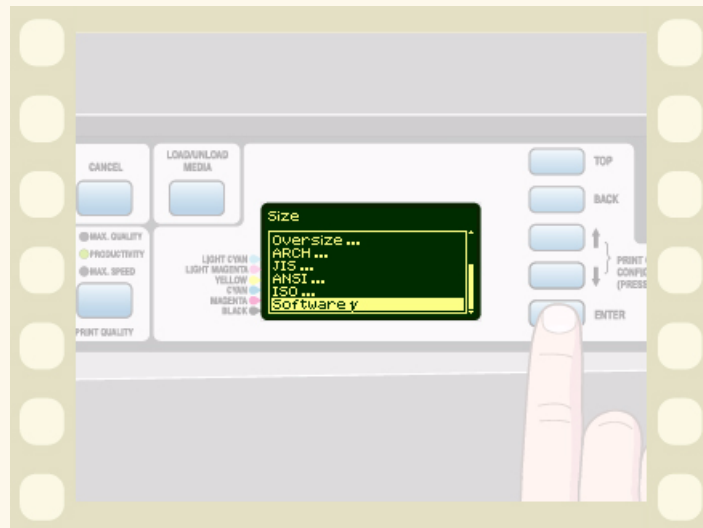 CANCEL
LOAD/UNLOAD
MEDIA
TOP
BACK
MAX. QUALITY
PRODUCTIVITY
MAX. SPEED
PRINT QUALITY
LIGHT CYAN
LIGHT MAGENTA
YELLOW
CYAN
MAGENTA
BLACK
Size
Oversize ...
ARCH ...
JIS ...
ANSI ...
ISO ...
Software √
PRINT
(PRESS
ENTER